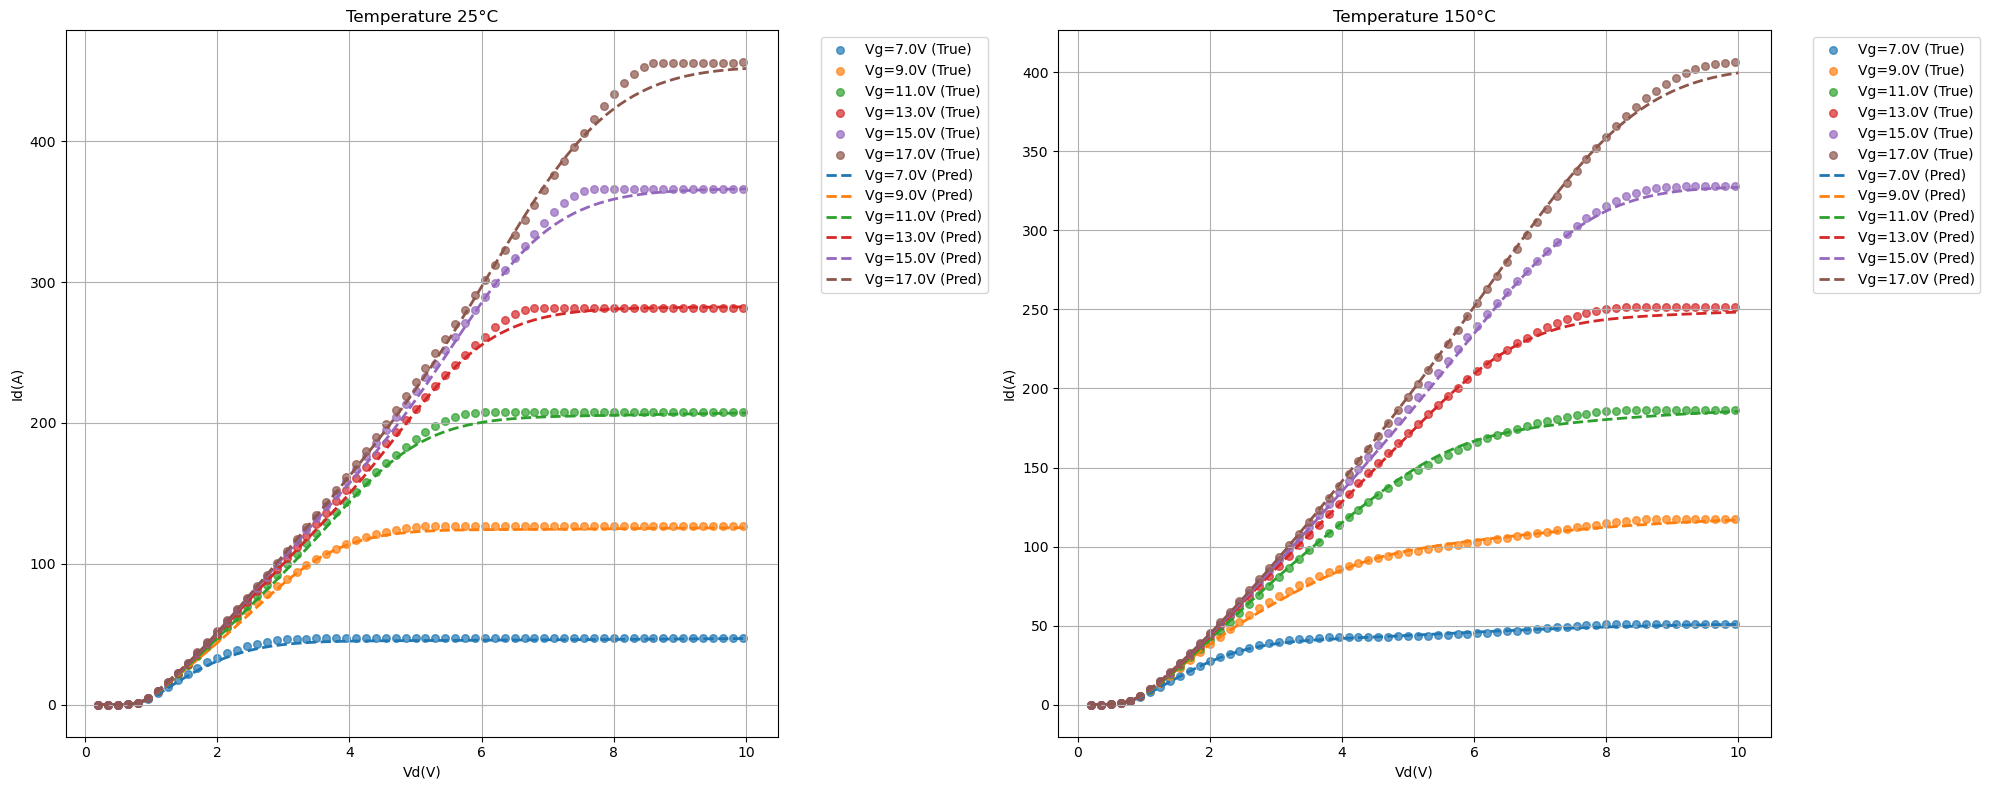 Temperature 25°C
Id(A)
400
300
200
100
0
0 2 4 6 8 10
Vd(V)
Vg=7.0V (True)
Vg=9.0V (True)
Vg=11.0V (True)
Vg=13.0V (True)
Vg=15.0V (True)
Vg=17.0V (True)
Vg=7.0V (Pred)
Vg=9.0V (Pred)
Vg=11.0V (Pred)
Vg=13.0V (Pred)
Vg=15.0V (Pred)
Vg=17.0V (Pred)
Temperature 150°C
Id(A)
400
350
300
250
200
150
100
50
0
0 2 4 6 8 10
Vd(V)
Vg=7.0V (True)
Vg=9.0V (True)
Vg=11.0V (True)
Vg=13.0V (True)
Vg=15.0V (True)
Vg=17.0V (True)
Vg=7.0V (Pred)
Vg=9.0V (Pred)
Vg=11.0V (Pred)
Vg=13.0V (Pred)
Vg=15.0V (Pred)
Vg=17.0V (Pred)